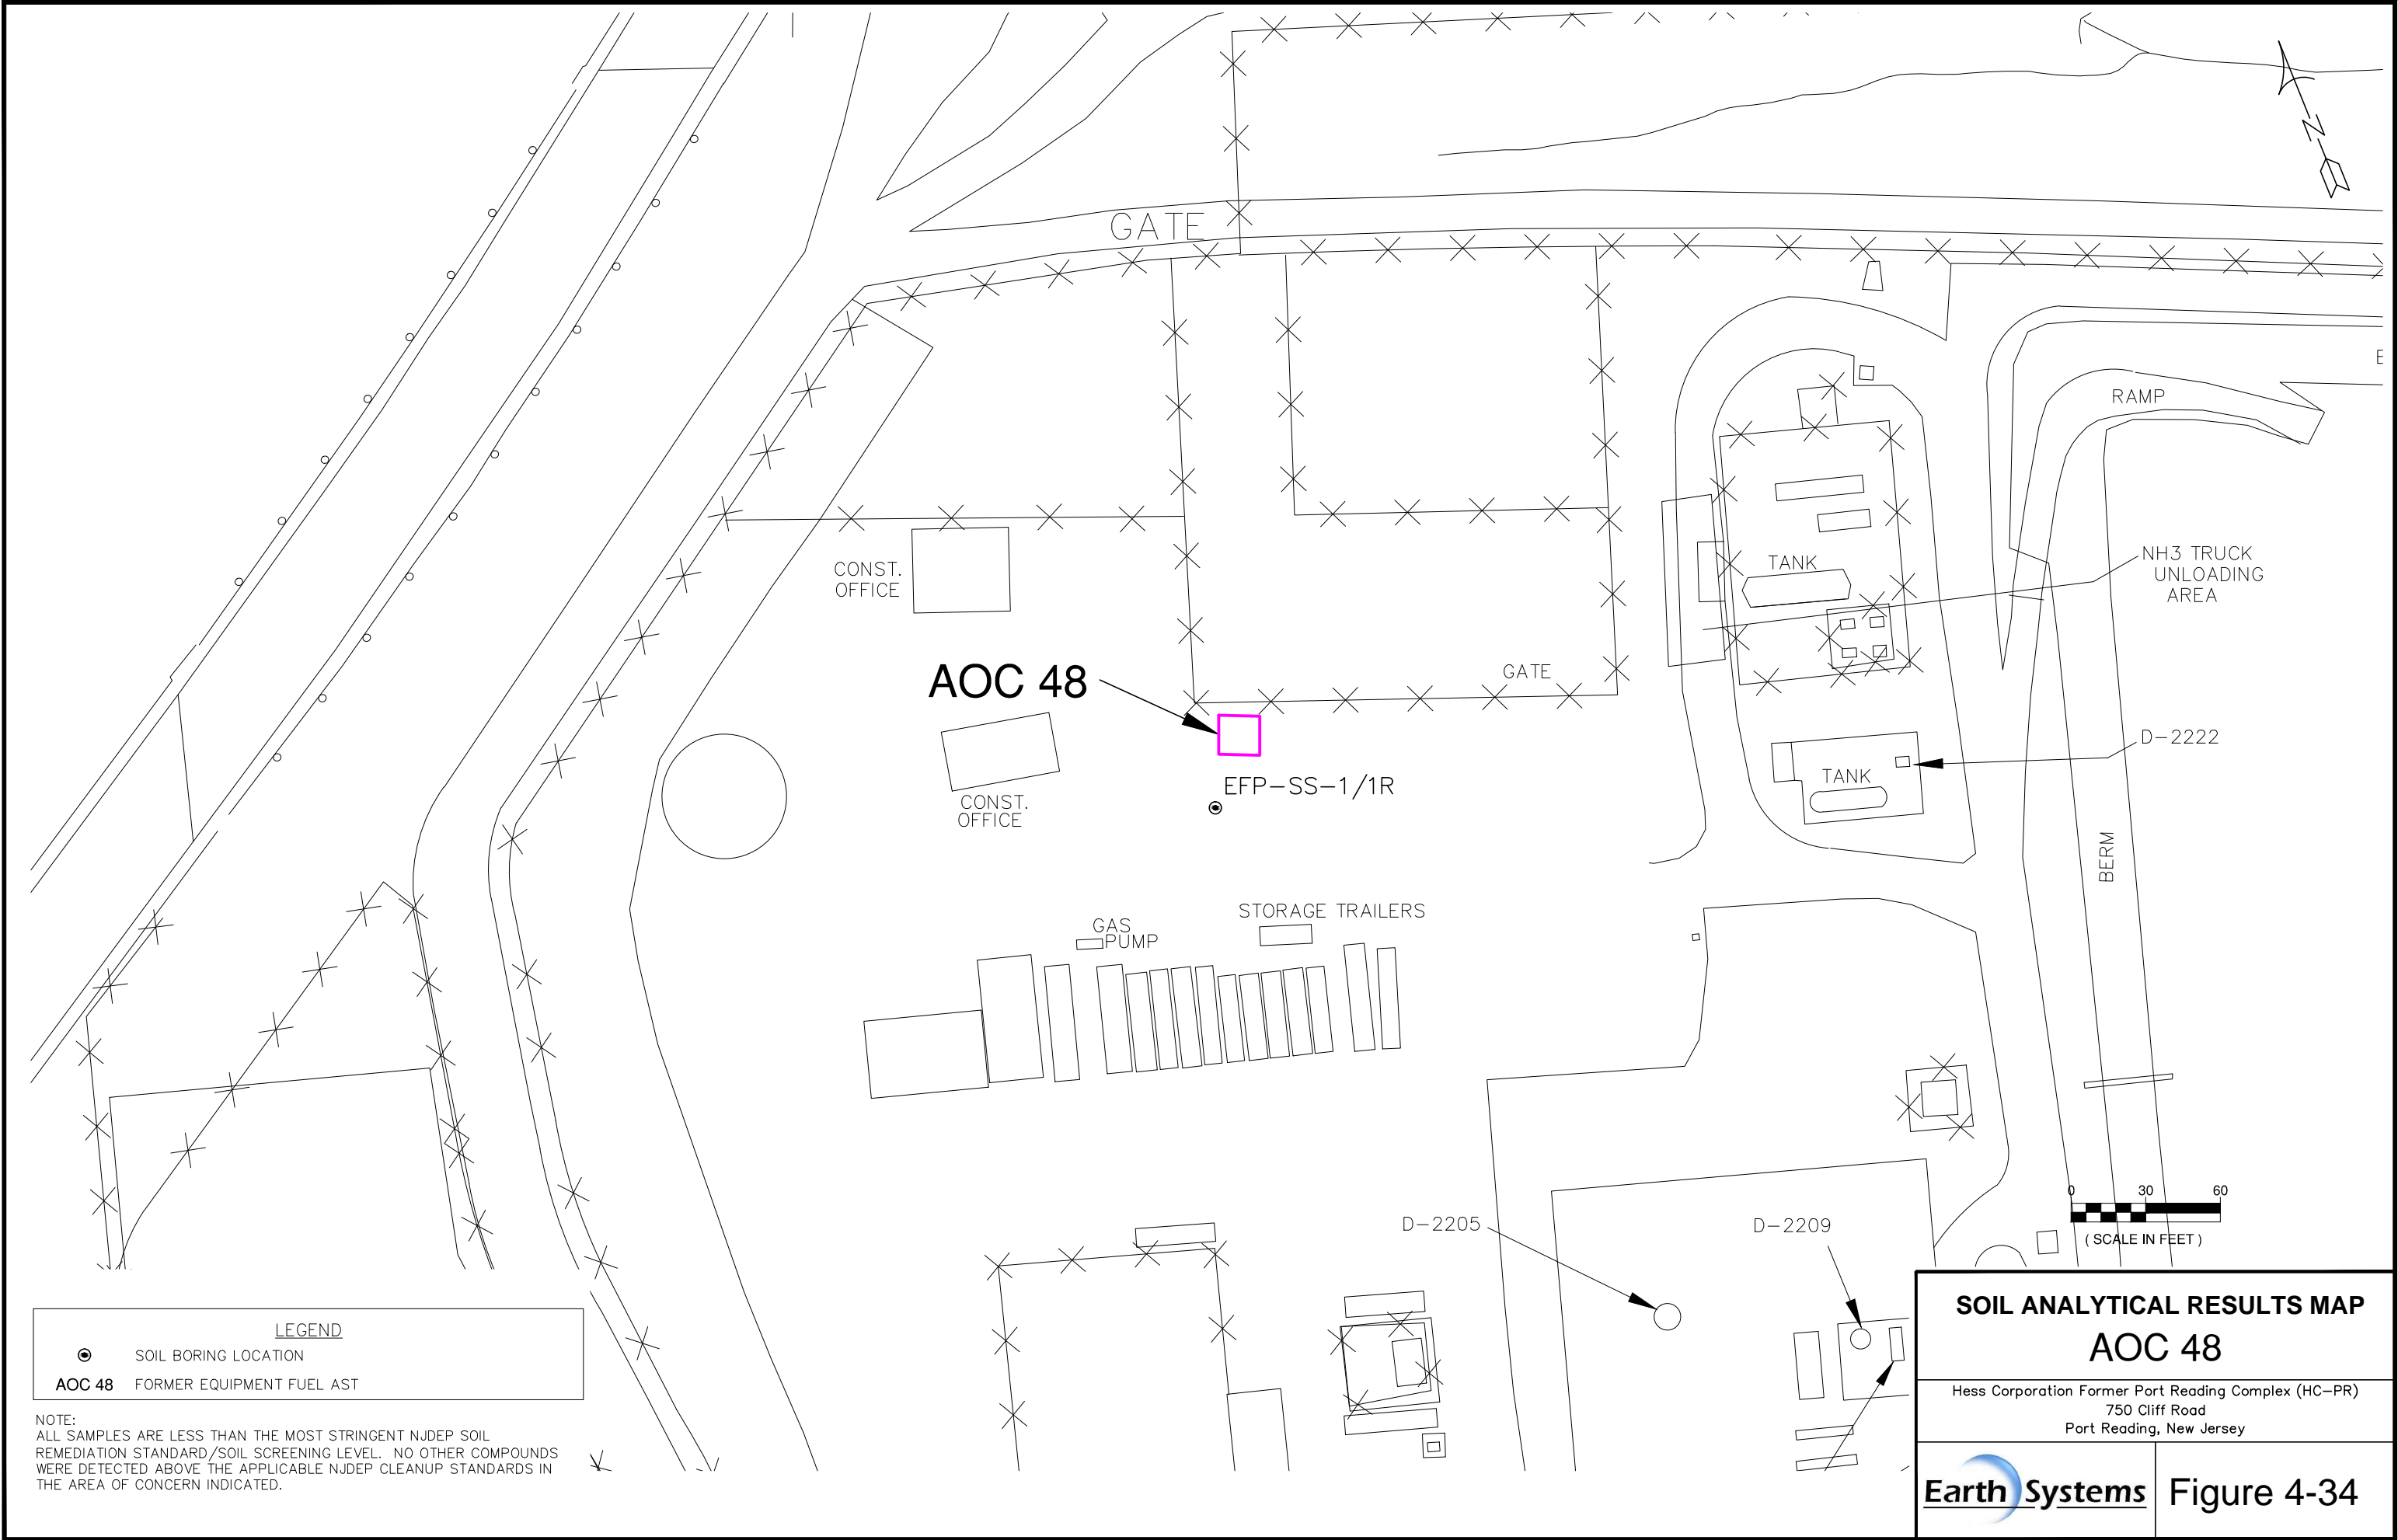 GATE
N
E
RAMP
CONST.
OFFICE
TANK
NH3 TRUCK
UNLOADING
AREA
AOC 48
GATE
D-2222
TANK
EFP-SS-1/1R
CONST.
OFFICE
BERM
STORAGE TRAILERS
GAS
PUMP
0 30 60
( SCALE IN FEET )
D-2205
D-2209
LEGEND
SOIL BORING LOCATION
AOC 48 FORMER EQUIPMENT FUEL AST
NOTE:
ALL SAMPLES ARE LESS THAN THE MOST STRINGENT NJDEP SOIL
REMEDIATION STANDARD/SOIL SCREENING LEVEL. NO OTHER COMPOUNDS
WERE DETECTED ABOVE THE APPLICABLE NJDEP CLEANUP STANDARDS IN
THE AREA OF CONCERN INDICATED.
SOIL ANALYTICAL RESULTS MAP
AOC 48
Hess Corporation Former Port Reading Complex (HC-PR)
750 Cliff Road
Port Reading, New Jersey
Earth Systems
Figure 4-34